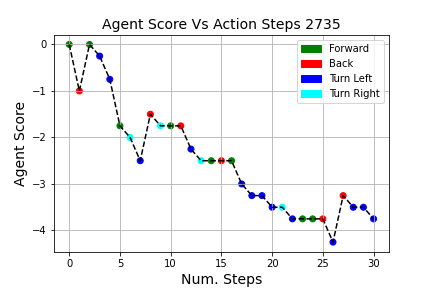 Agent Score Vs Action Steps 2735
Forward
Back
Turn Left
Turn Right
Agent Score
0
−1
−2
−3
−4
0
5
10
15
20
25
30
Num. Steps